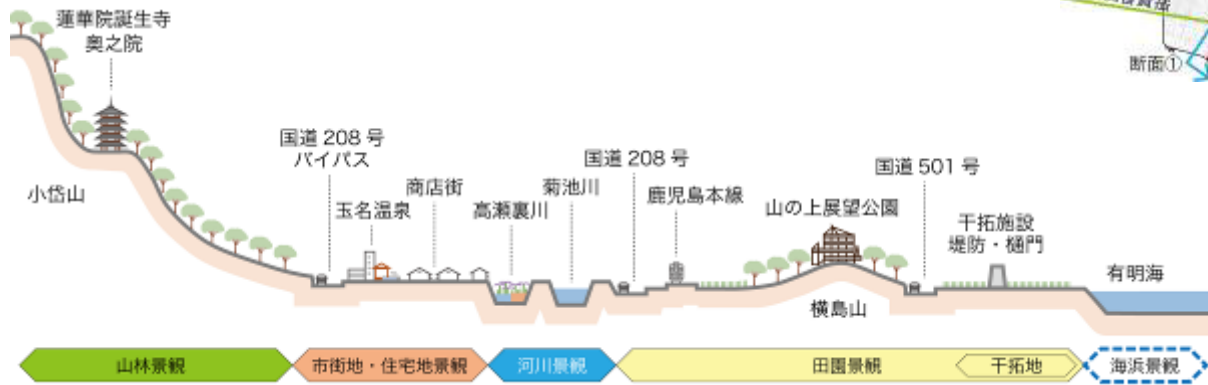 蓮華院誕生寺
奥之院
断面①
国道 208 号
バイパス
国道 208 号
国道 501 号
小岱山
玉名温泉
商店街
高瀬裏川
菊池川
鹿児島本線
山の上展望公園
干拓施設
堤防・樋門
有明海
横島山
山林景観
市街地・住宅地景観
河川景観
田園景観
干拓地
海浜景観